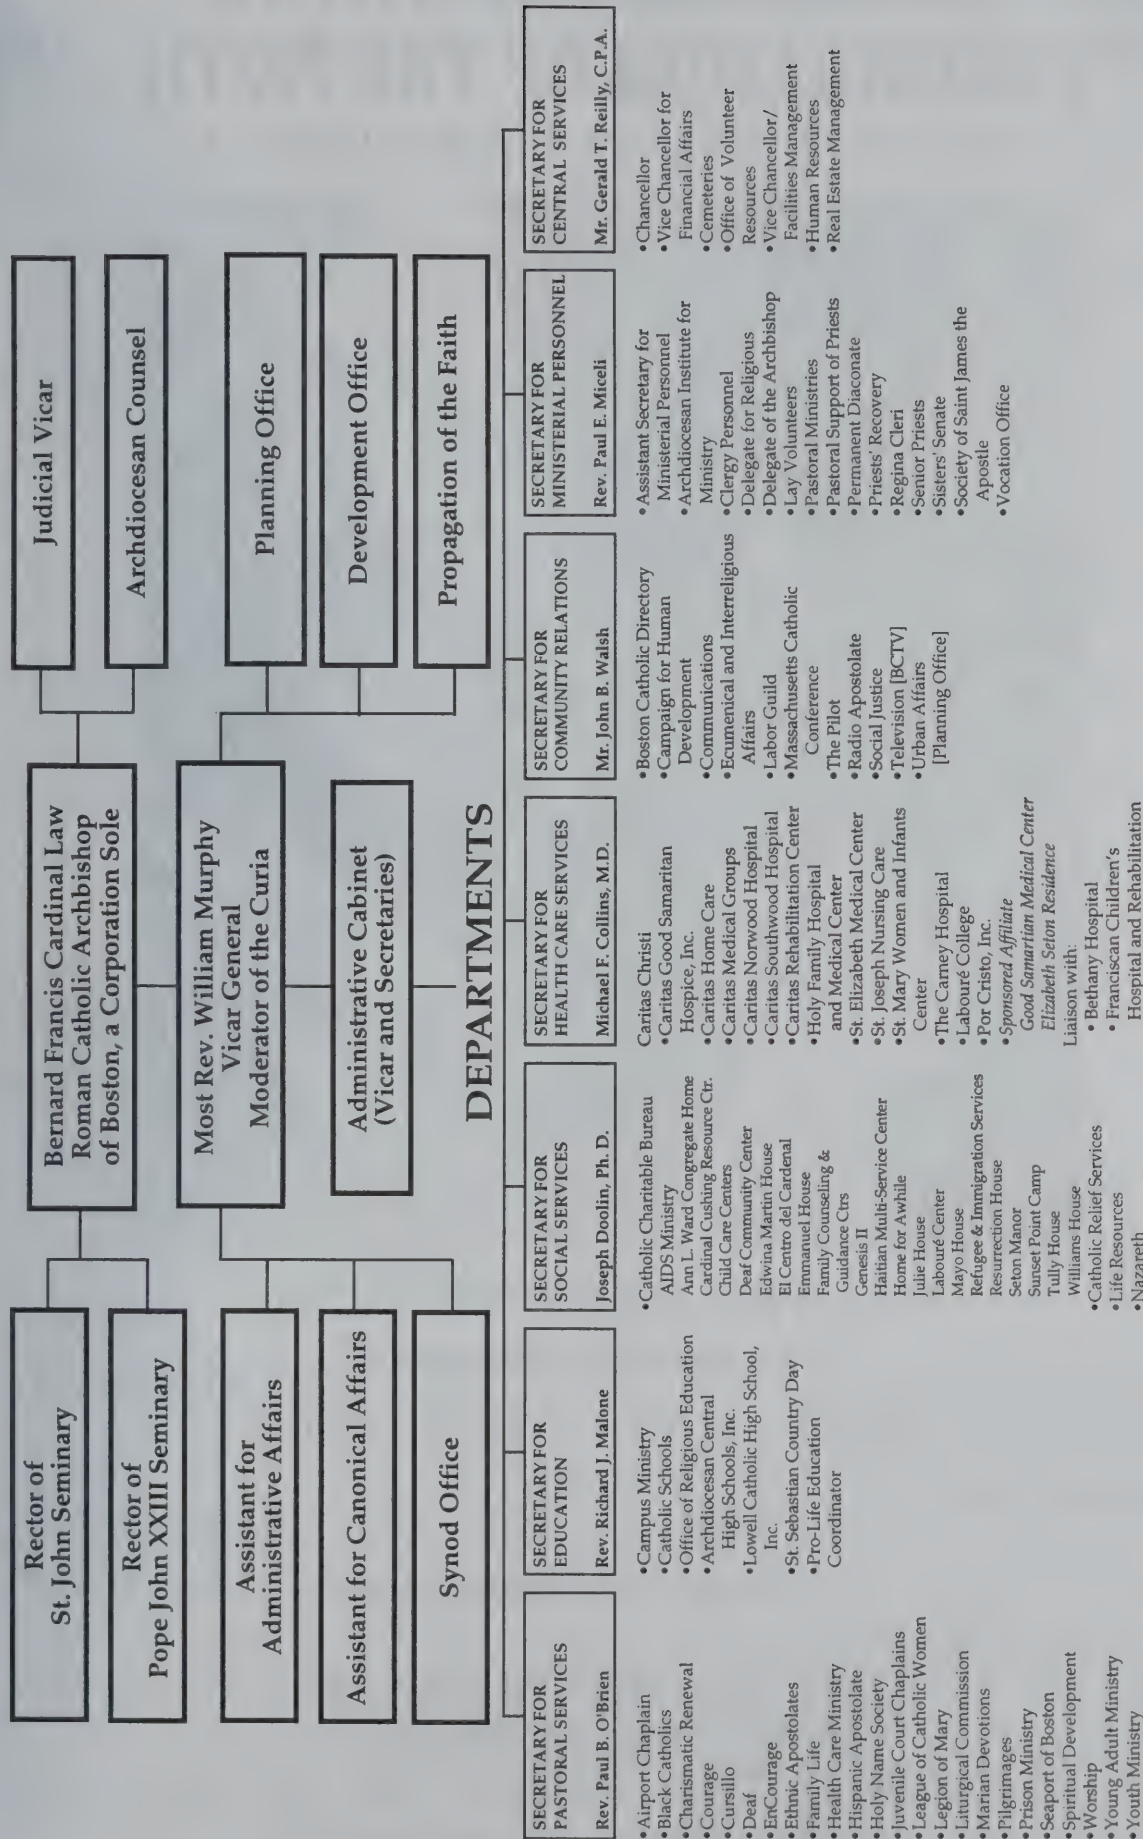 Rector of
St. John Seminary
Rector of
Pope John XXIII Seminary
Bernard Francis Cardinal Law
Roman Catholic Archbishop
of Boston, a Corporation Sole
Judicial Vicar
Archdiocesan Counsel
Assistant for
Administrative Affairs
Assistant for Canonical Affairs
Synod Office
Most Rev. William Murphy
Vicar General
Moderator of the Curia
Planning Office
Development Office
Propagation of the Faith
Administrative Cabinet
(Vicar and Secretaries)
DEPARTMENTS
SECRETARY FOR
PASTORAL SERVICES
Rev. Paul B. O'Brien
•Airport Chaplain
•Black Catholics
•Charismatic Renewal
•Courage
•Cursillo
•Deaf
•EnCourage
•Ethnic Apostolates
•Family Life
•Health Care Ministry
•Hispanic Apostolate
•Holy Name Society
•Juvenile Court Chaplains
•League of Catholic Women
•Legion of Mary
•Liturgical Commission
•Marian Devotions
•Pilgrimages
•Prison Ministry
•Seaport of Boston
•Spiritual Development
•Worship
•Young Adult Ministry
•Youth Ministry
SECRETARY FOR
EDUCATION
Rev. Richard J. Malone
•Campus Ministry
•Catholic Schools
•Office of Religious Education
•Archdiocesan Central
High Schools, Inc.
•Lowell Catholic High School,
Inc.
•St. Sebastian Country Day
•Pro-Life Education
Coordinator
SECRETARY FOR
SOCIAL SERVICES
Joseph Doolin, Ph. D.
•Catholic Charitable Bureau
AIDS Ministry
Ann L. Ward Congregate Home
Cardinal Cushing Resource Ctr.
Child Care Centers
Deaf Community Center
Edwina Martin House
El Centro del Cardenal
Emmanuel House
Family Counseling &
Guidance Ctrs
Genesis II
Haitian Multi-Service Center
Home for Awhile
Julie House
Labouré Center
Mayo House
Refugee & Immigration Services
Resurrection House
Seton Manor
Sunset Point Camp
Tully House
Williams House
•Catholic Relief Services
•Life Resources
•Nazareth
SECRETARY FOR
HEALTH CARE SERVICES
Michael F. Collins, M.D.
Caritas Christi
•Caritas Good Samaritan
Hospice, Inc.
•Caritas Home Care
•Caritas Medical Groups
•Caritas Norwood Hospital
•Caritas Southwood Hospital
•Caritas Rehabilitation Center
•Holy Family Hospital
and Medical Center
•St. Elizabeth Medical Center
•St. Joseph Nursing Care
•St. Mary Women and Infants
Center
•The Carney Hospital
•Labouré College
•Por Cristo, Inc.
•Sponsored Affiliate
Good Samartian Medical Center
Elizabeth Seton Residence
Liaison with:
•Bethany Hospital
•Franciscan Children's
Hospital and Rehabilitation
SECRETARY FOR
COMMUNITY RELATIONS
Mr. John B. Walsh
•Boston Catholic Directory
•Campaign for Human
Development
•Communications
•Ecumenical and Interreligious
Affairs
•Labor Guild
•Massachusetts Catholic
Conference
•The Pilot
•Radio Apostolate
•Social Justice
•Television [BCTV]
•Urban Affairs
[Planning Office]
SECRETARY FOR
MINISTERIAL PERSONNEL
Rev. Paul E. Miceli
•Assistant Secretary for
Ministerial Personnel
•Archdiocesan Institute for
Ministry
•Clergy Personnel
•Delegate for Religious
•Delegate of the Archbishop
•Lay Volunteers
•Pastoral Ministries
•Pastoral Support of Priests
•Permanent Diaconate
•Priests' Recovery
•Regina Cleri
•Senior Priests
•Sisters' Senate
•Society of Saint James the
Apostle
•Vocation Office
SECRETARY FOR
CENTRAL SERVICES
Mr. Gerald T. Reilly, C.P.A.
•Chancellor
•Vice Chancellor for
Financial Affairs
•Cemeteries
•Office of Volunteer
Resources
•Vice Chancellor/
Facilities Management
•Human Resources
•Real Estate Management